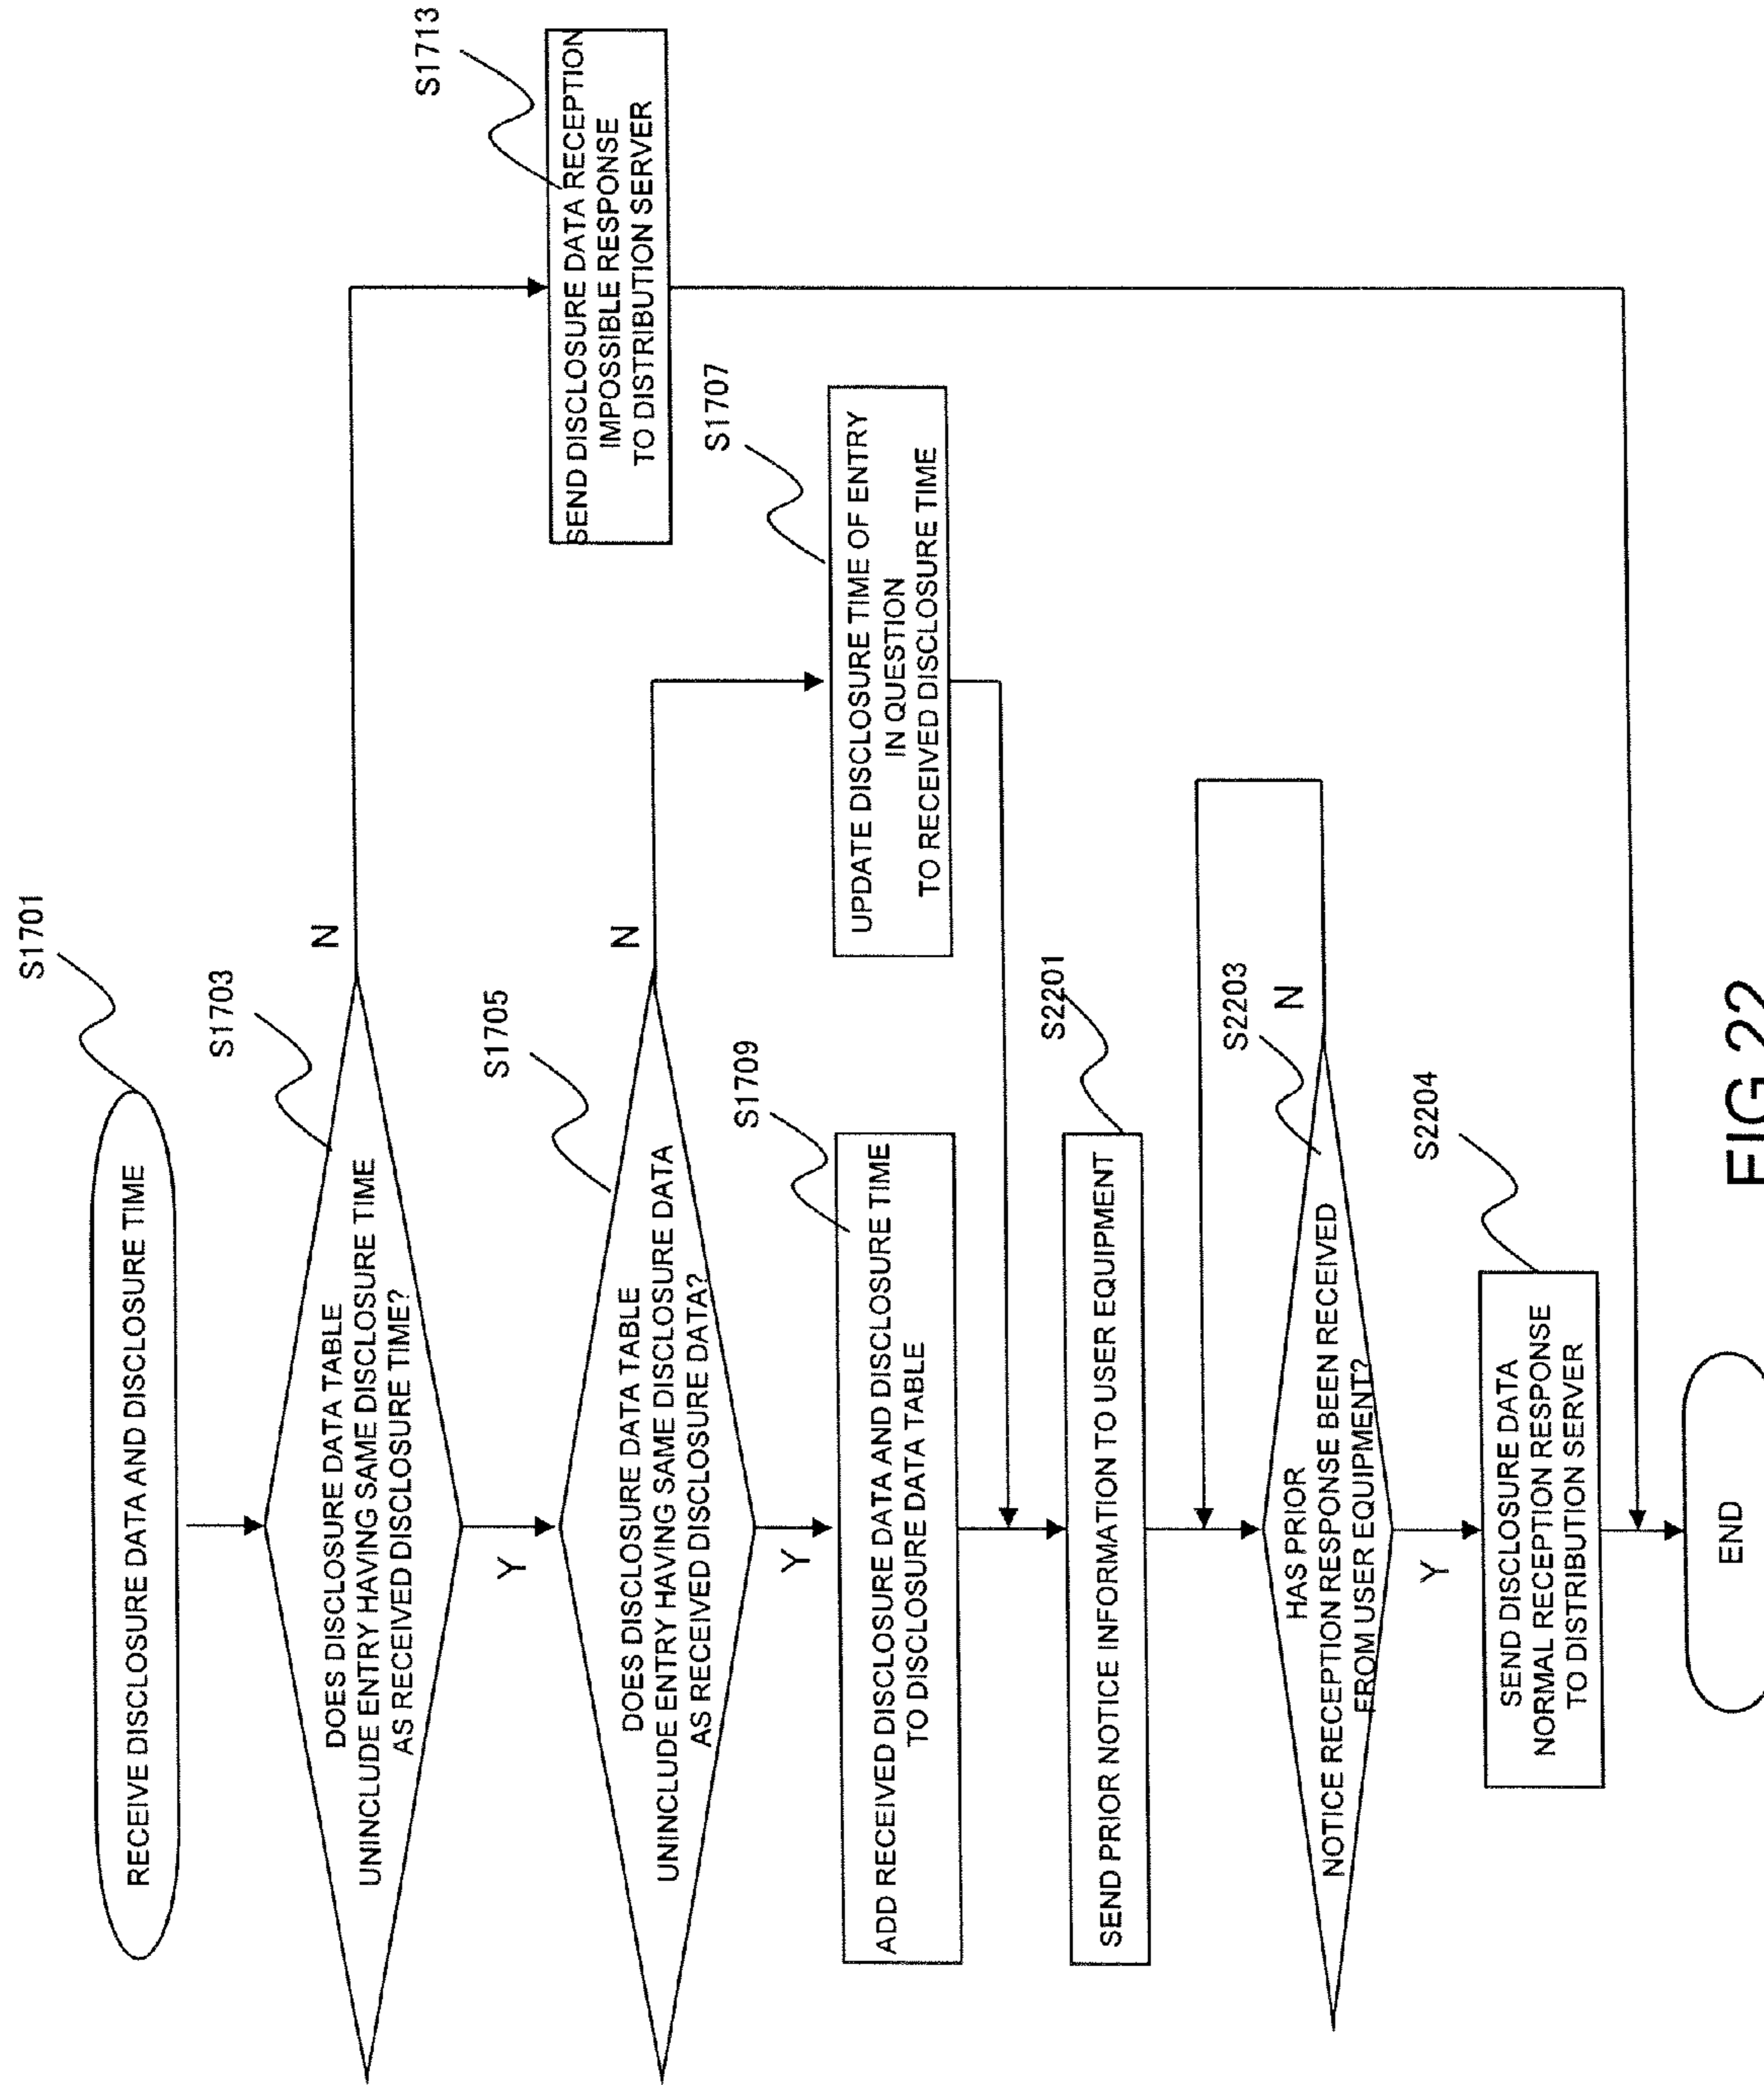 S1701
RECEIVE DISCLOSURE DATA AND DISCLOSURE TIME
S1703
DOES DISCLOSURE DATA TABLE
UNINCLUDE ENTRY HAVING SAME DISCLOSURE TIME
AS RECEIVED DISCLOSURE TIME?
N
Y
S1713
SEND DISCLOSURE DATA RECEPTION
IMPOSSIBLE RESPONSE
TO DISTRIBUTION SERVER
S1705
DOES DISCLOSURE DATA TABLE
UNINCLUDE ENTRY HAVING SAME DISCLOSURE DATA
AS RECEIVED DISCLOSURE DATA?
N
Y
S1707
UPDATE DISCLOSURE TIME OF ENTRY
IN QUESTION
TO RECEIVED DISCLOSURE TIME
S1709
ADD RECEIVED DISCLOSURE DATA AND DISCLOSURE TIME
TO DISCLOSURE DATA TABLE
S2201
SEND PRIOR NOTICE INFORMATION TO USER EQUIPMENT
S2203
HAS PRIOR
NOTICE RECEPTION RESPONSE BEEN RECEIVED
FROM USER EQUIPMENT?
N
Y
S2204
SEND DISCLOSURE DATA
NORMAL RECEPTION RESPONSE
TO DISTRIBUTION SERVER
END
FIG.22